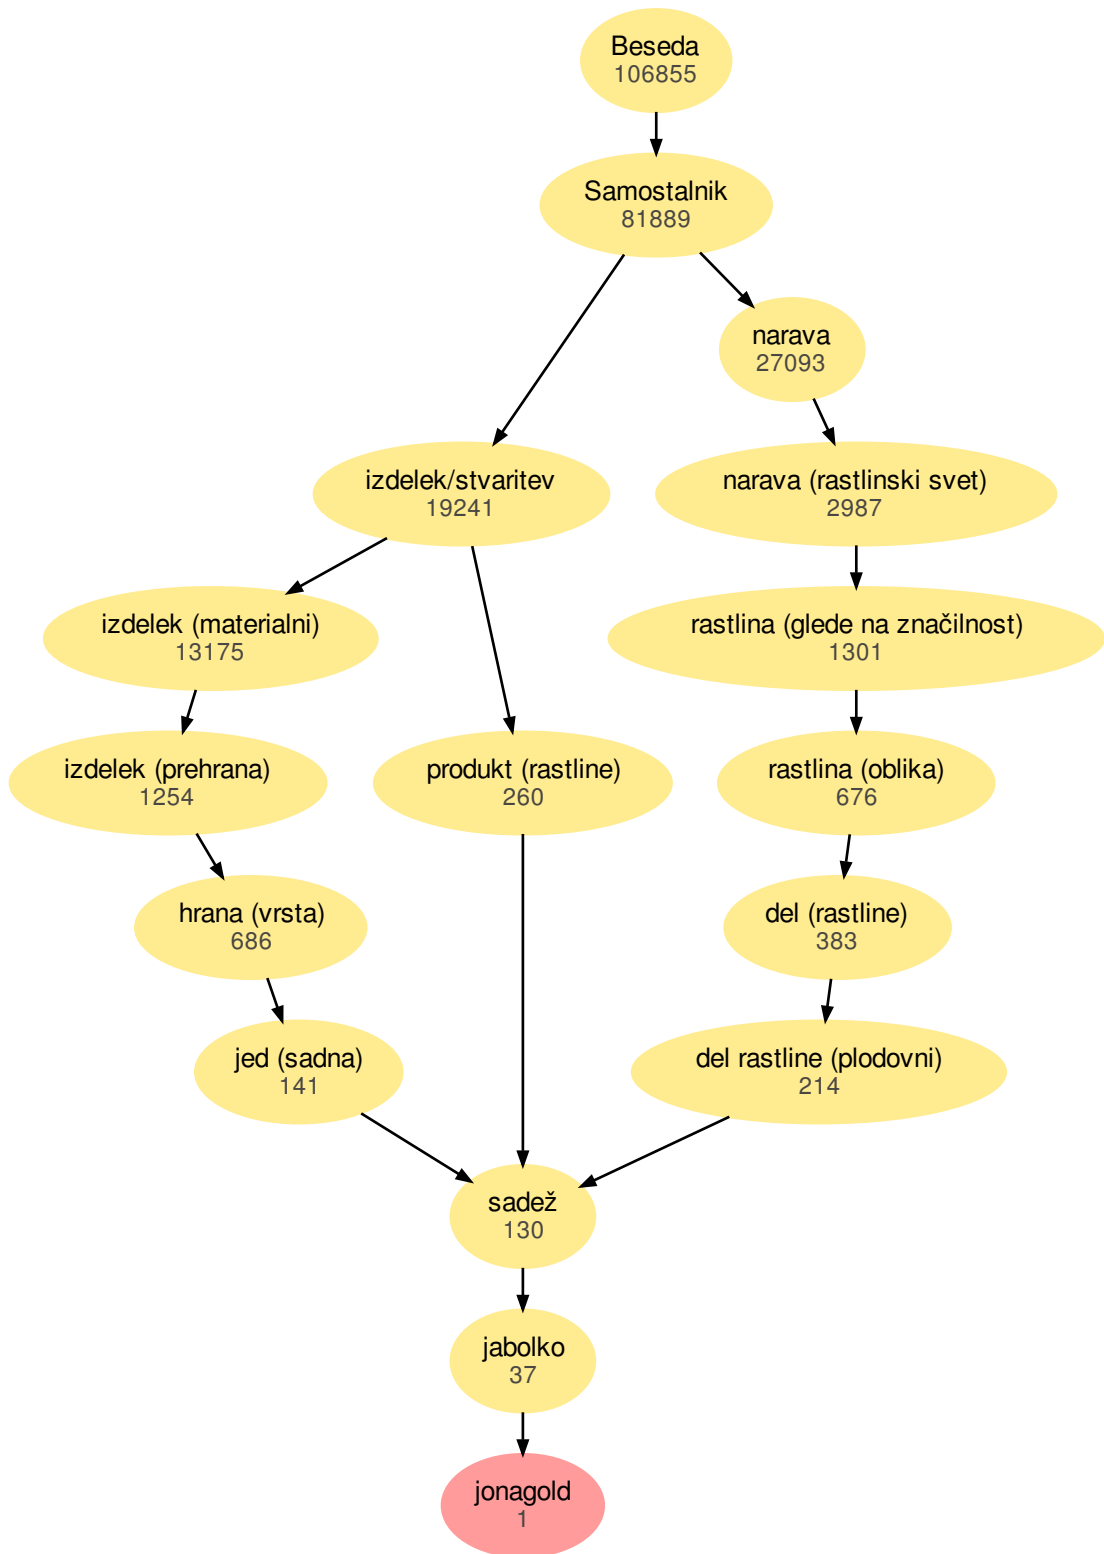 Beseda
106855
Samostalnik
81889
narava
27093
izdelek/stvaritev
19241
narava (rastlinski svet)
2987
izdelek (materialni)
13175
rastlina (glede na značilnost)
1301
izdelek (prehrana)
1254
produkt (rastline)
260
rastlina (oblika)
676
hrana (vrsta)
686
del (rastline)
383
jed (sadna)
141
del rastline (plodovni)
214
sadež
130
jabolko
37
jonagold
1